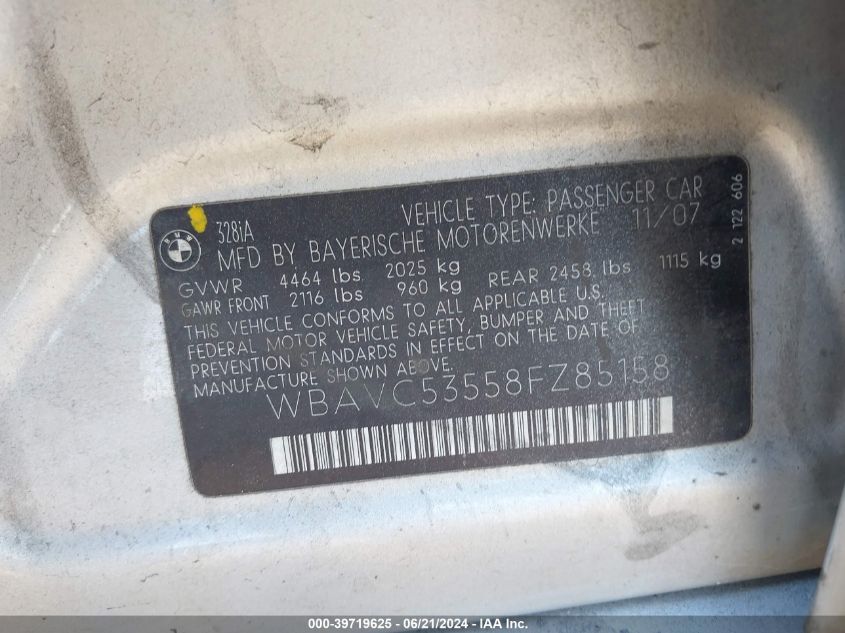 BMW
328iA VEHICLE TYPE: PASSENGER CAR
MFD BY BAYERISCHE MOTORENWERKE 11/07
GVWR 4464 lbs 2025 kg
GAWR FRONT 2116 lbs 960 kg REAR 2458 lbs 1115 kg
THIS VEHICLE CONFORMS TO ALL APPLICABLE U.S.
FEDERAL MOTOR VEHICLE SAFETY, BUMPER AND THEFT
PREVENTION STANDARDS IN EFFECT ON THE DATE OF
MANUFACTURE SHOWN ABOVE.
WBAVC53558FZ85158
2 122 606
000-39719625 - 06/21/2024 - IAA Inc.